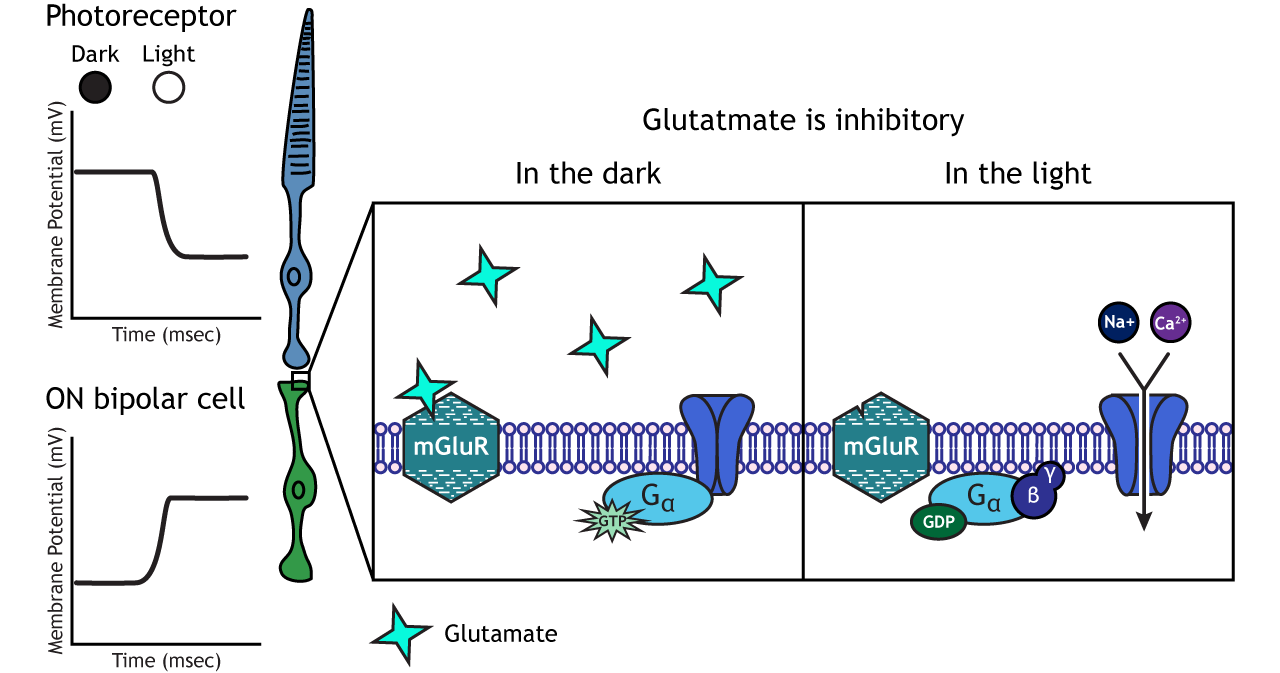 Photoreceptor
Dark Light
Membrane Potential (mV)
Time (msec)
ON bipolar cell
Membrane Potential (mV)
Time (msec)
Glutatmate is inhibitory
In the dark
In the light
mGluR
Gα
GTP
Na+ Ca²⁺
mGluR
Gα
β
γ
GDP
Glutamate